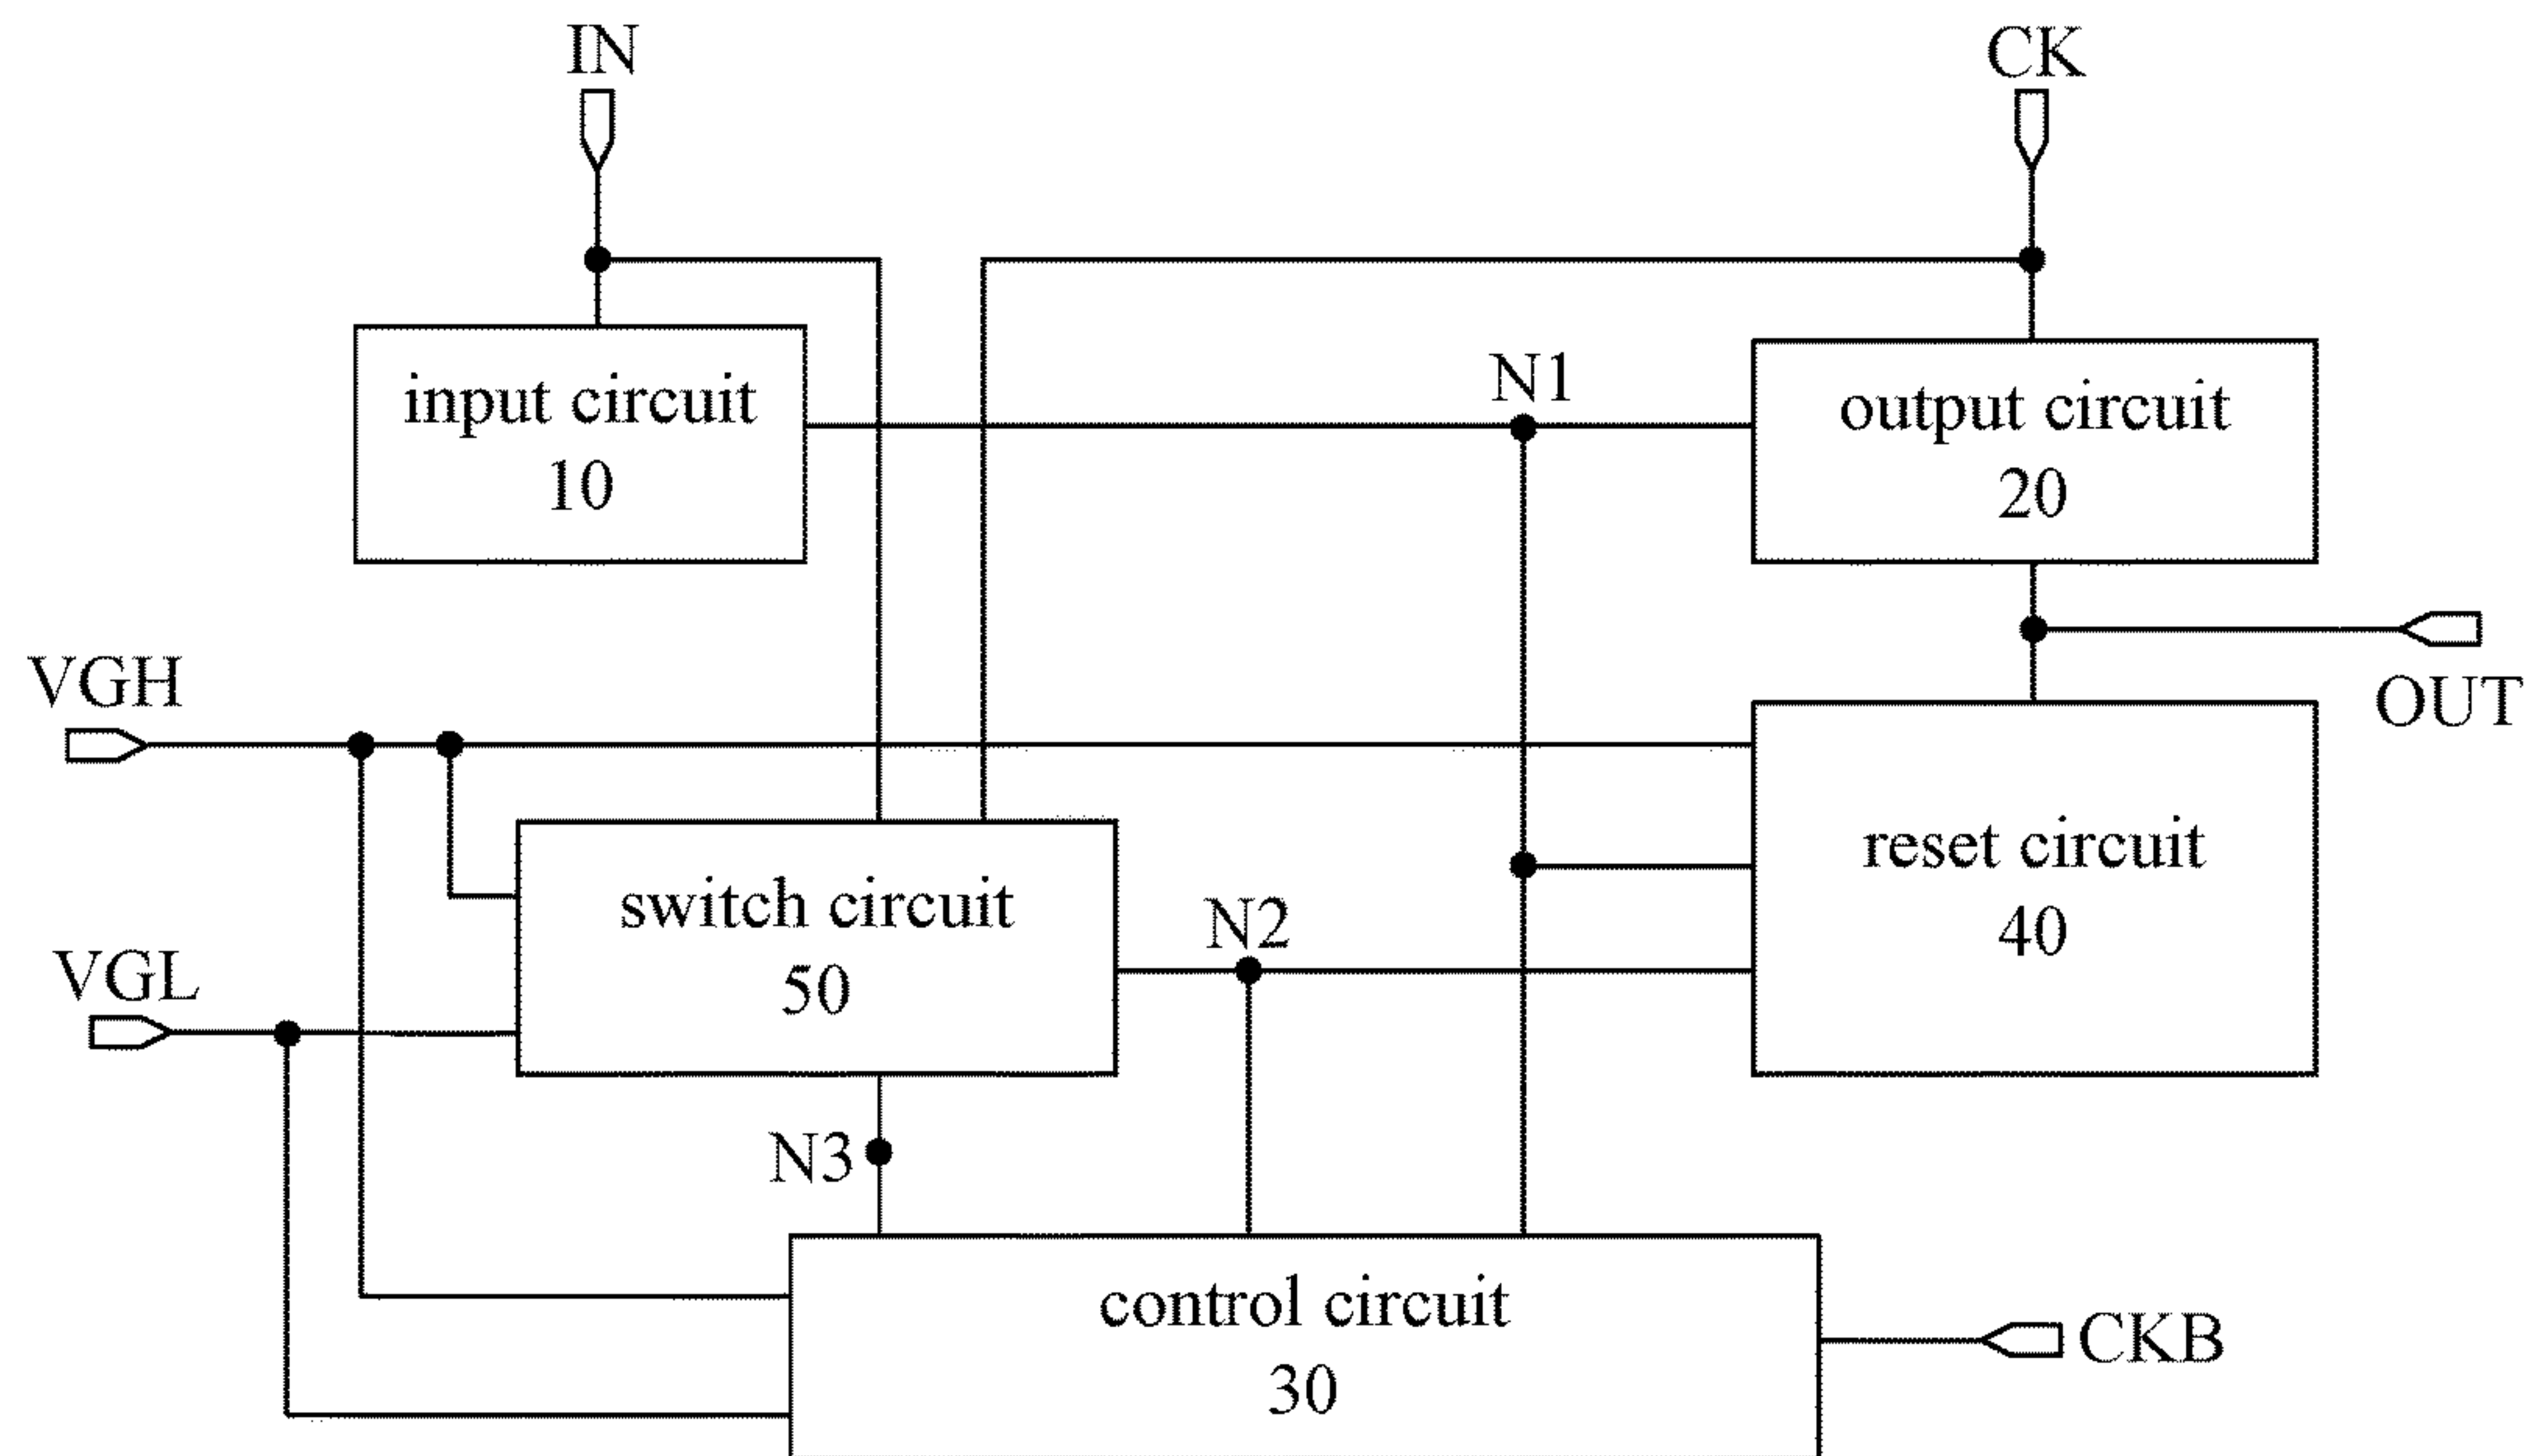 IN
CK
input circuit
10
N1
output circuit
20
VGH
OUT
switch circuit
50
N2
reset circuit
40
VGL
N3
control circuit
30
CKB